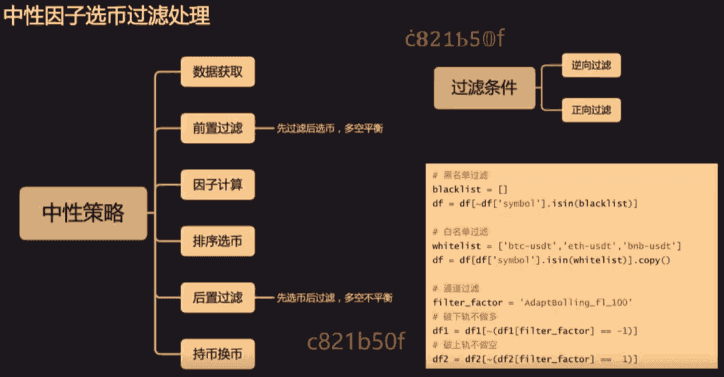 中性因子选币过滤处理
c821b50f
中性策略
数据获取
前置过滤
先过滤后选币，多空平衡
因子计算
排序选币
后置过滤
先选币后过滤，多空不平衡
持币换币
c821b50f
过滤条件
逆向过滤
正向过滤
# 黑名单过滤
blacklist = []
df = df[~df['symbol'].isin(blacklist)]
# 白名单过滤
whitelist = ['btc-usdt','eth-usdt','bnb-usdt']
df = df[df['symbol'].isin(whitelist)].copy()
# 通道过滤
filter_factor = 'AdaptBolling_fl_100'
# 破下轨不做多
df1 = df1[~(df1[filter_factor] == -1)]
# 破上轨不做空
df2 = df2[~(df2[filter_factor] == 1)]